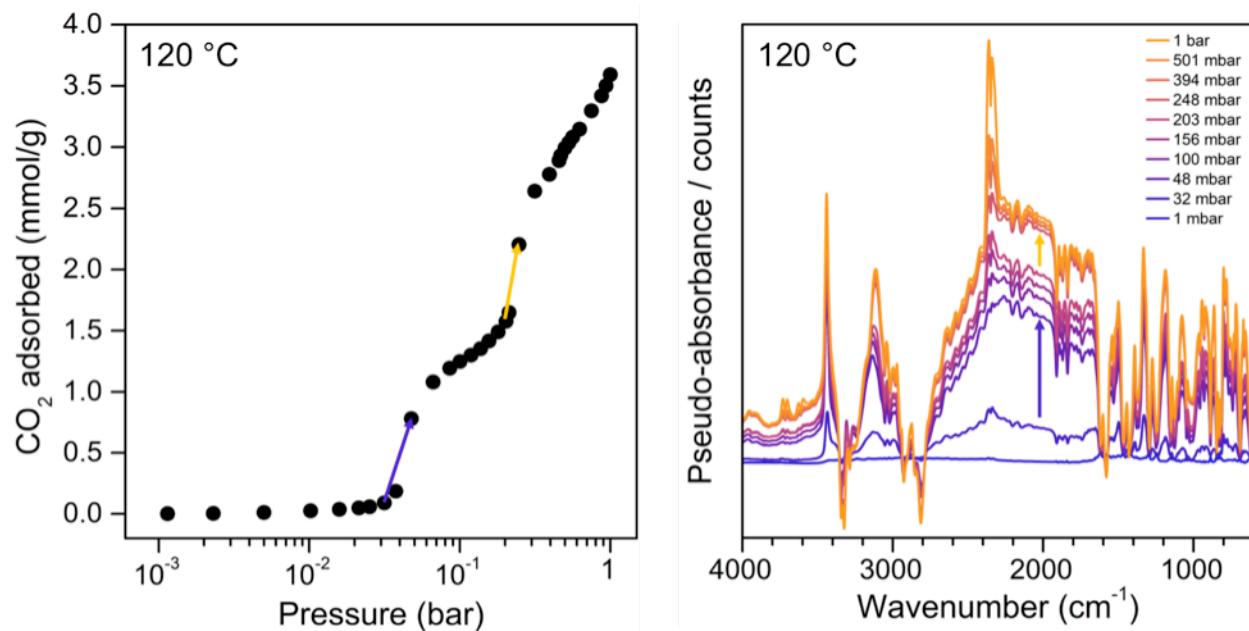 120 °C
CO₂ adsorbed (mmol/g)
4.0
3.5
3.0
2.5
2.0
1.5
1.0
0.5
0.0
10⁻³
10⁻²
10⁻¹
1
Pressure (bar)
120 °C
Pseudo-absorbance / counts
1 bar
501 mbar
394 mbar
248 mbar
203 mbar
156 mbar
100 mbar
48 mbar
32 mbar
1 mbar
4000
3000
2000
1000
Wavenumber (cm⁻¹)